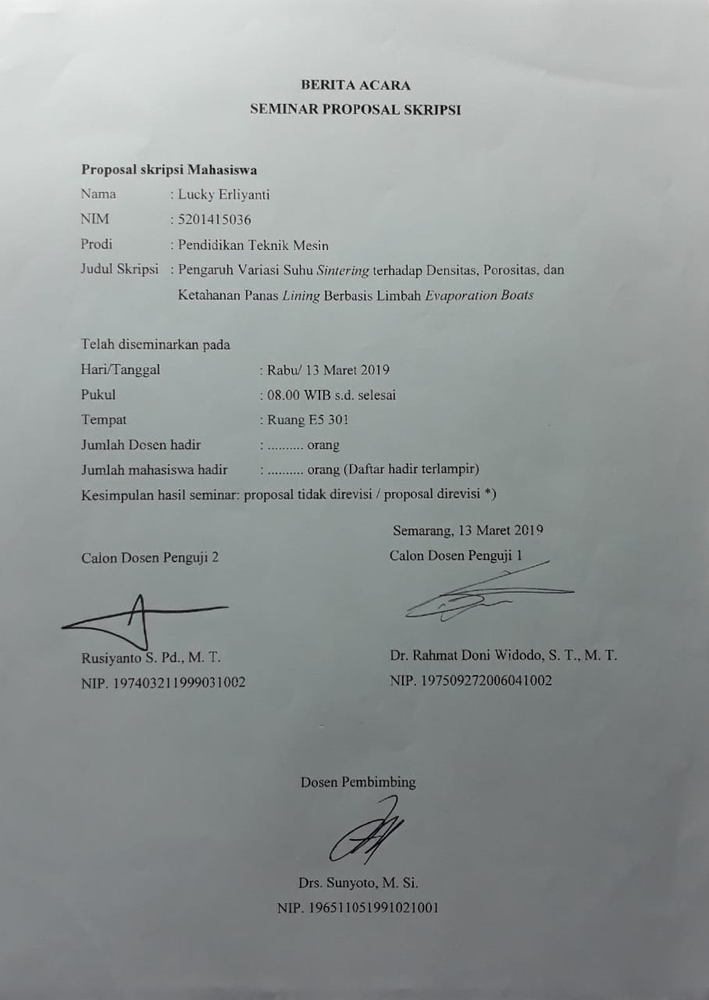 BERITA ACARA
SEMINAR PROPOSAL SKRIPSI
Proposal skripsi Mahasiswa
Nama : Lucky Erliyanti
NIM : 5201415036
Prodi : Pendidikan Teknik Mesin
Judul Skripsi : Pengaruh Variasi Suhu Sintering terhadap Densitas, Porositas, dan
Ketahanan Panas Lining Berbasis Limbah Evaporation Boats
Telah diseminarkan pada
Hari/Tanggal : Rabu/ 13 Maret 2019
Pukul : 08.00 WIB s.d. selesai
Tempat : Ruang E5 301
Jumlah Dosen hadir : .......... orang
Jumlah mahasiswa hadir : .......... orang (Daftar hadir terlampir)
Kesimpulan hasil seminar: proposal tidak direvisi / proposal direvisi *)
Semarang, 13 Maret 2019
Calon Dosen Penguji 2 Calon Dosen Penguji 1
Rusiyanto S. Pd., M. T. Dr. Rahmat Doni Widodo, S. T., M. T.
NIP. 197403211999031002 NIP. 197509272006041002
Dosen Pembimbing
Drs. Sunyoto, M. Si.
NIP. 196511051991021001